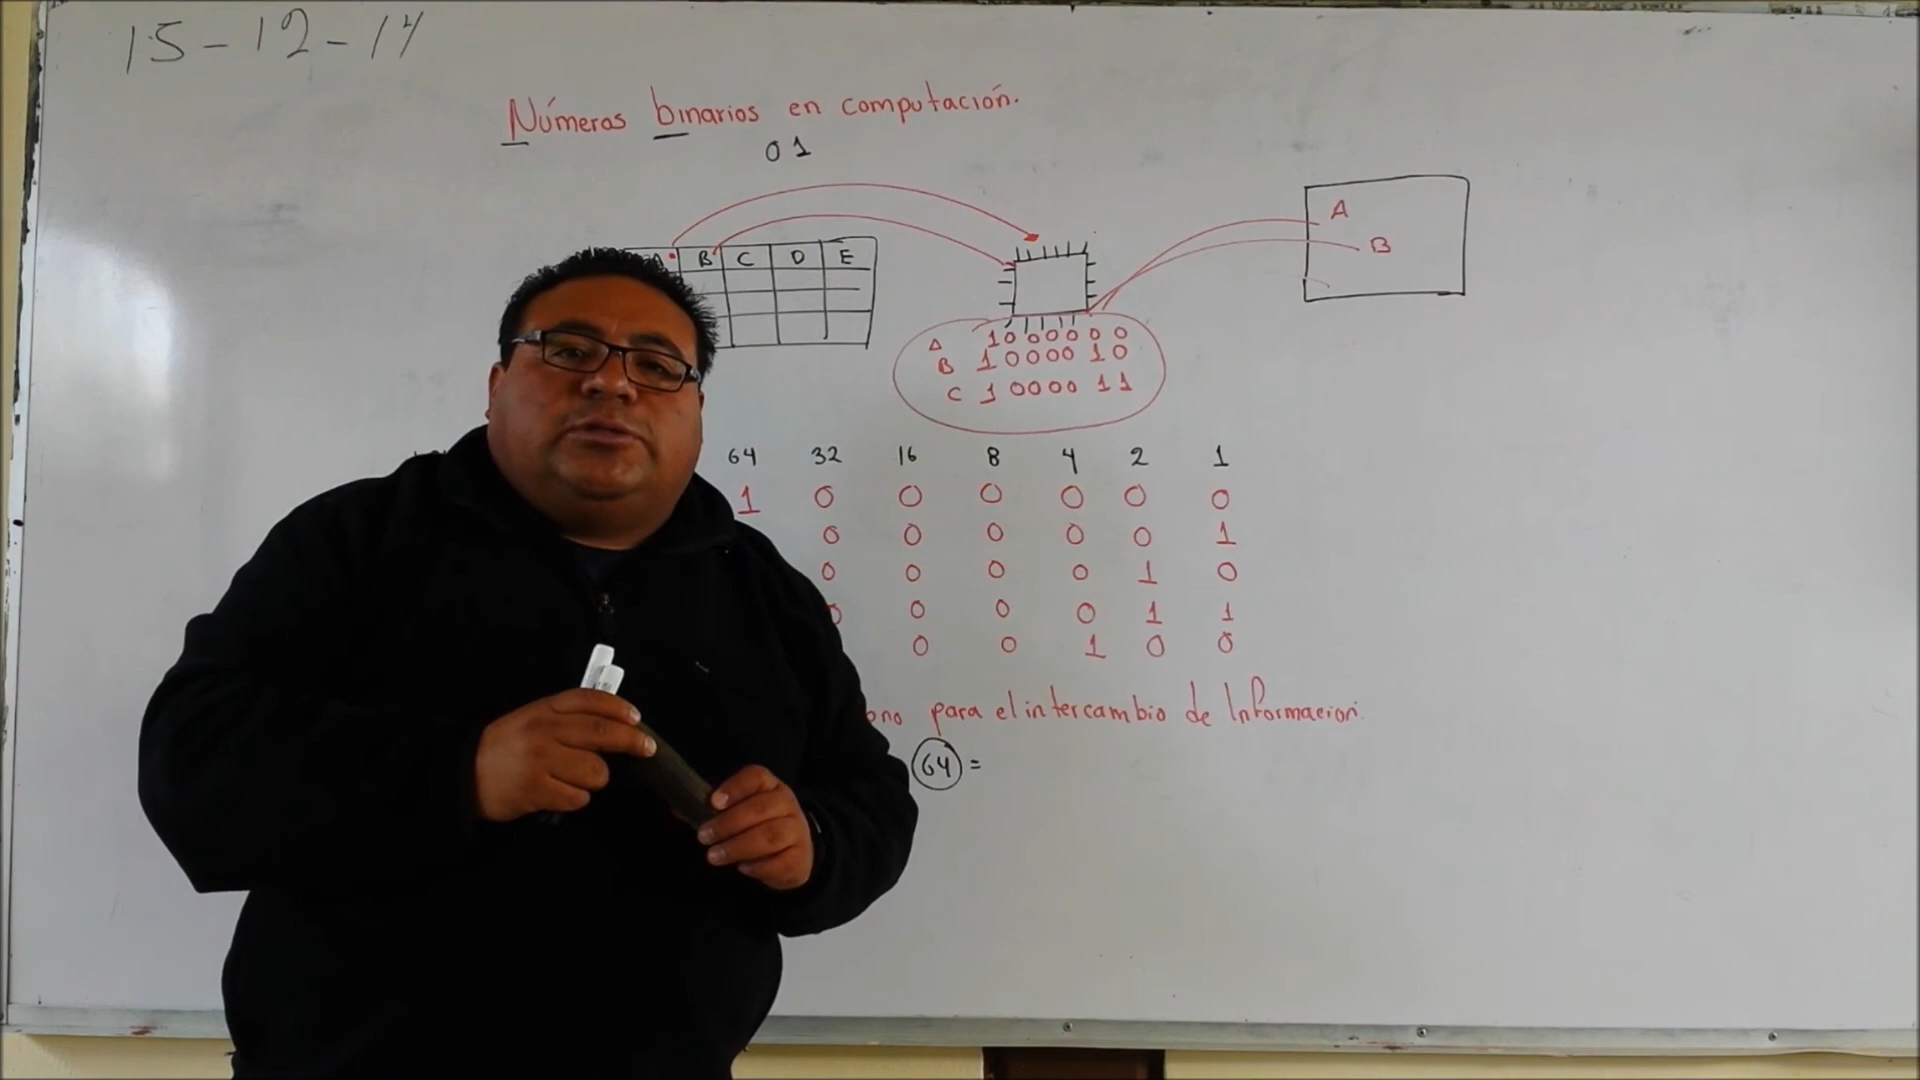 15-12-14
Números binarios en computación.
0 1
A B C D E
A
B
A 1 0 0 0 0 0 0
B 1 0 0 0 0 1 0
C 1 0 0 0 0 1 1
64 32 16 8 4 2 1
1 0 0 0 0 0 0
0 0 0 0 0 1
0 0 0 0 1 0
0 0 0 0 1 1
0 0 1 0 0
para el intercambio de Información.
64 =